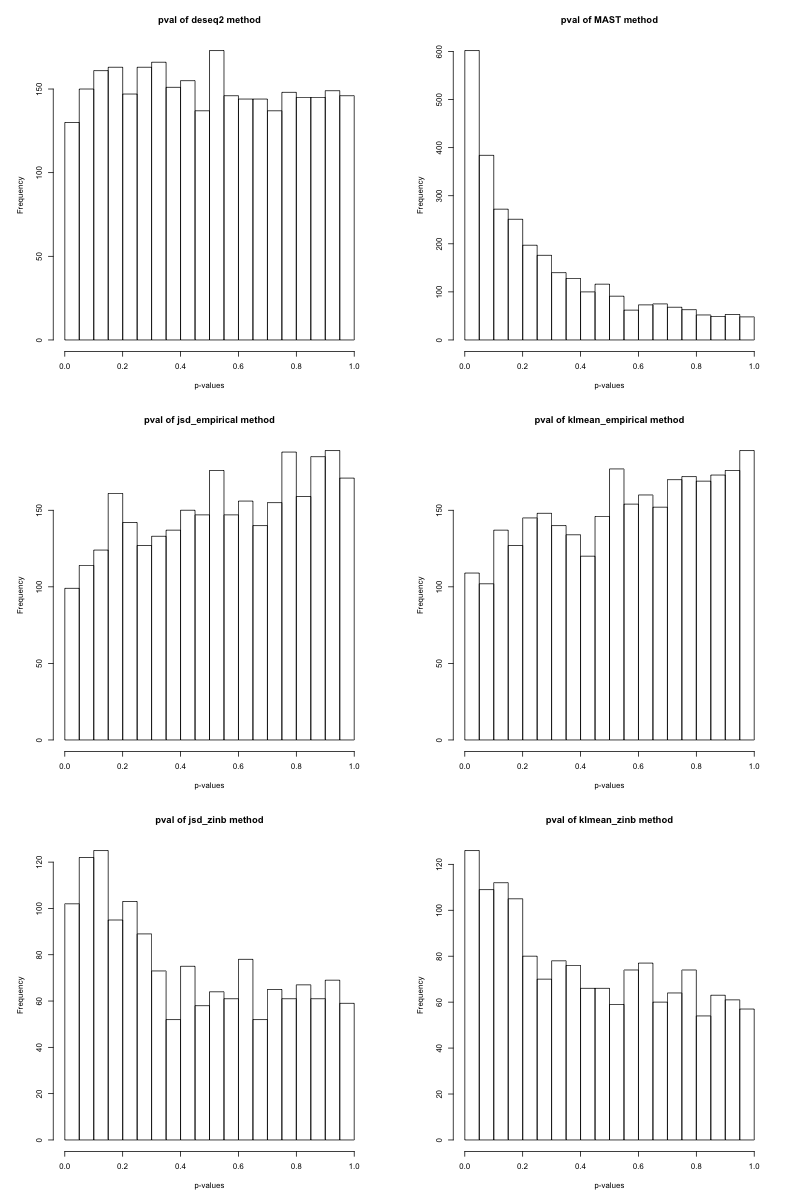 pval of deseq2 method
Frequency
0 50 100 150
0.0 0.2 0.4 0.6 0.8 1.0
p-values
pval of MAST method
Frequency
0 100 200 300 400 500 600
0.0 0.2 0.4 0.6 0.8 1.0
p-values
pval of jsd_empirical method
Frequency
0 50 100 150
0.0 0.2 0.4 0.6 0.8 1.0
p-values
pval of klmean_empirical method
Frequency
0 50 100 150
0.0 0.2 0.4 0.6 0.8 1.0
p-values
pval of jsd_zinb method
Frequency
0 20 40 60 80 100 120
0.0 0.2 0.4 0.6 0.8 1.0
p-values
pval of klmean_zinb method
Frequency
0 20 40 60 80 100 120
0.0 0.2 0.4 0.6 0.8 1.0
p-values